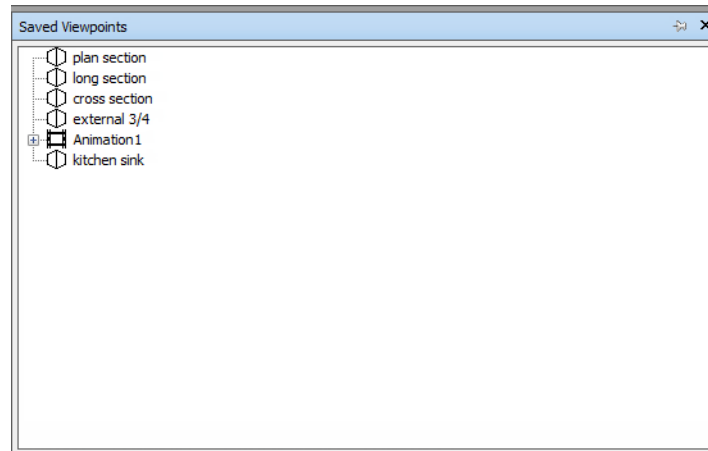 Saved Viewpoints
plan section
long section
cross section
external 3/4
Animation1
kitchen sink